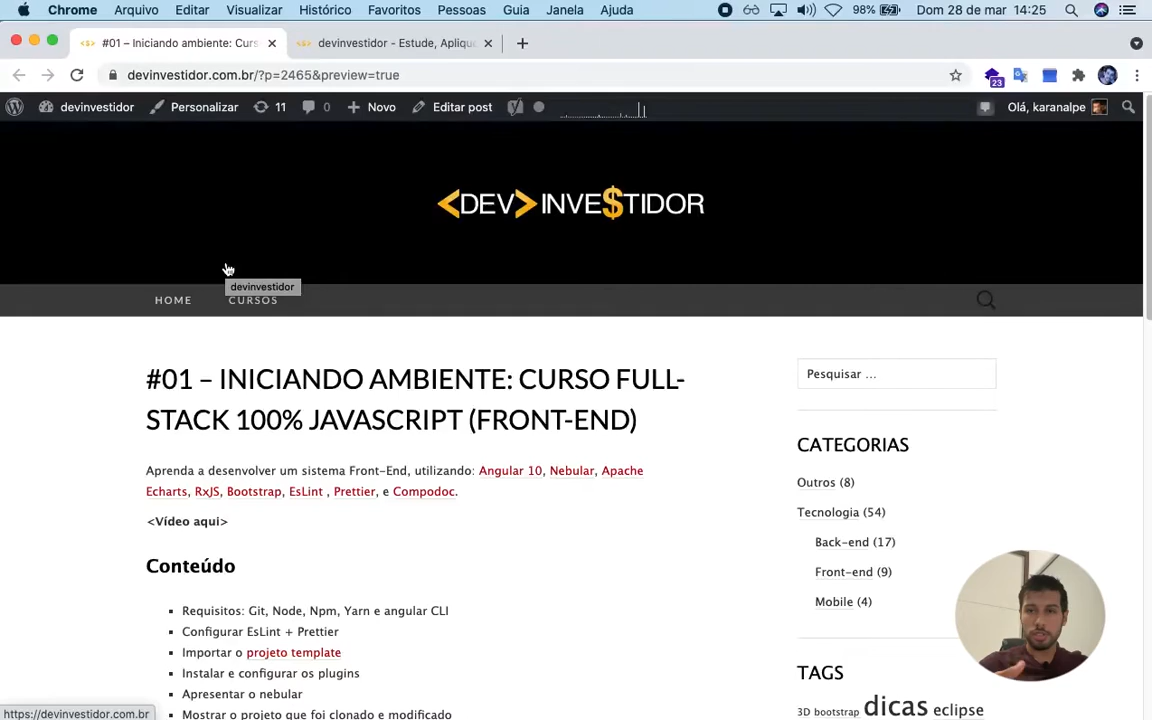 Chrome Arquivo Editar Visualizar Histórico Favoritos Pessoas Guia Janela Ajuda 98% Dom 28 de mar 14:25
#01 – Iniciando ambiente: Curs devinvestidor - Estude, Aplique
devinvestidor.com.br/?p=2465&preview=true 23
devinvestidor Personalizar 11 0 Novo Editar post Olá, karanalpe
<DEV>INVE$TIDOR
devinvestidor
HOME CURSOS
#01 – INICIANDO AMBIENTE: CURSO FULL-
STACK 100% JAVASCRIPT (FRONT-END)
Aprenda a desenvolver um sistema Front-End, utilizando: Angular 10, Nebular, Apache
Echarts, RxJS, Bootstrap, EsLint , Prettier, e Compodoc.
<Vídeo aqui>
Conteúdo
▪ Requisitos: Git, Node, Npm, Yarn e angular CLI
▪ Configurar EsLint + Prettier
▪ Importar o projeto template
▪ Instalar e configurar os plugins
▪ Apresentar o nebular
▪ Mostrar o projeto que foi clonado e modificado
Pesquisar …
CATEGORIAS
Outros (8)
Tecnologia (54)
Back-end (17)
Front-end (9)
Mobile (4)
TAGS
3D bootstrap dicas eclipse
https://devinvestidor.com.br